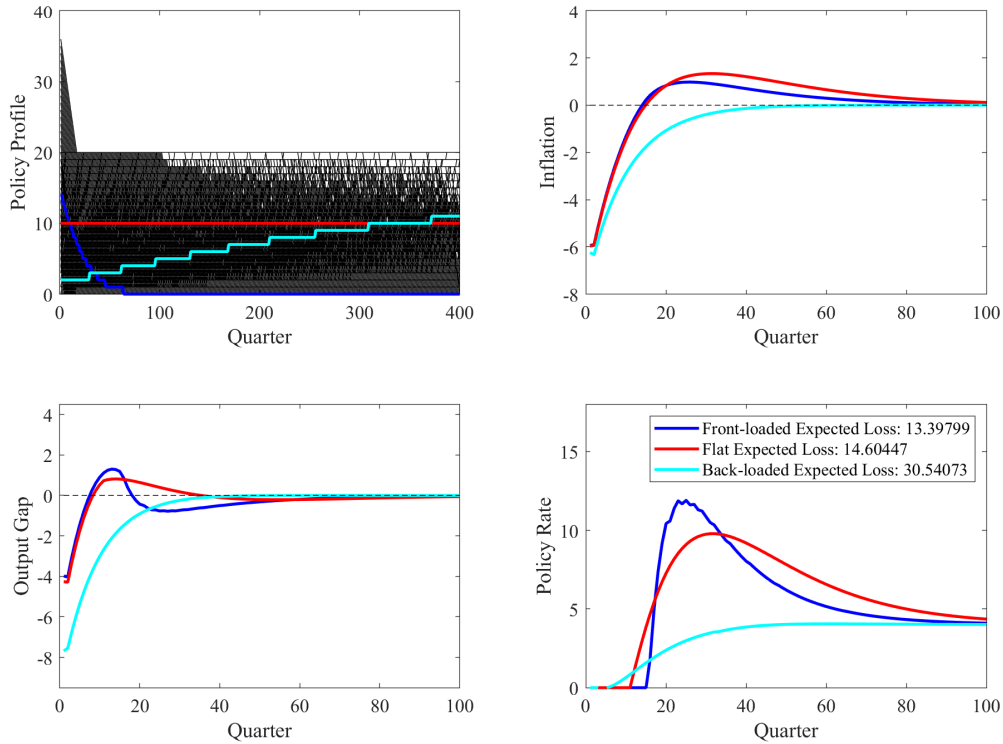 40
30
20
10
0
Policy Profile
0 100 200 300 400
Quarter
4
2
0
-2
-4
-6
-8
Inflation
0 20 40 60 80 100
Quarter
4
2
0
-2
-4
-6
-8
Output Gap
0 20 40 60 80 100
Quarter
15
10
5
0
Policy Rate
Front-loaded Expected Loss: 13.39799
Flat Expected Loss: 14.60447
Back-loaded Expected Loss: 30.54073
0 20 40 60 80 100
Quarter